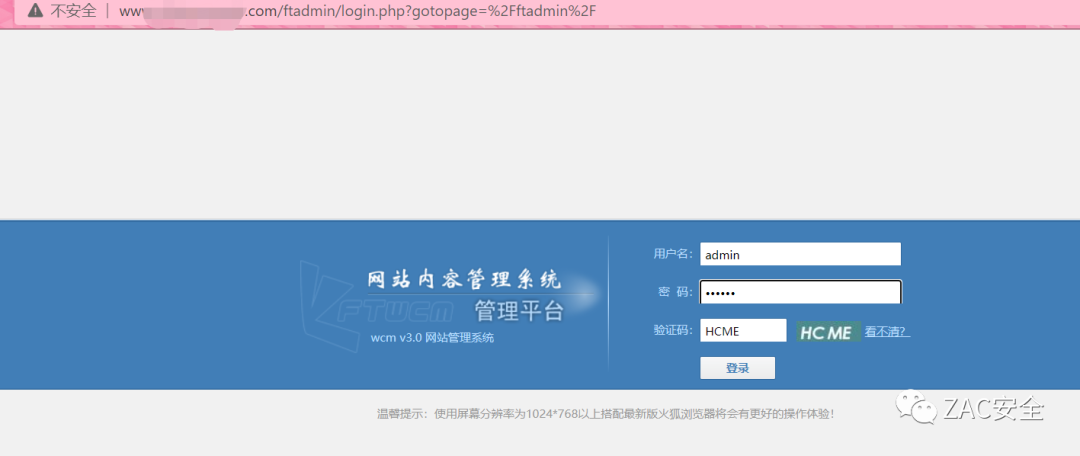 不安全 | www .com/ftadmin/login.php?gotopage=%2Fftadmin%2F
用户名: admin
网站内容管理系统
密 码: ••••••
FTWCM 管理平台
验证码: HCME HCME 看不清?
wcm v3.0 网站管理系统
登录
温馨提示：使用屏幕分辨率为1024*768以上搭配最新版火狐浏览器将会有更好的操作体验！
ZAC安全